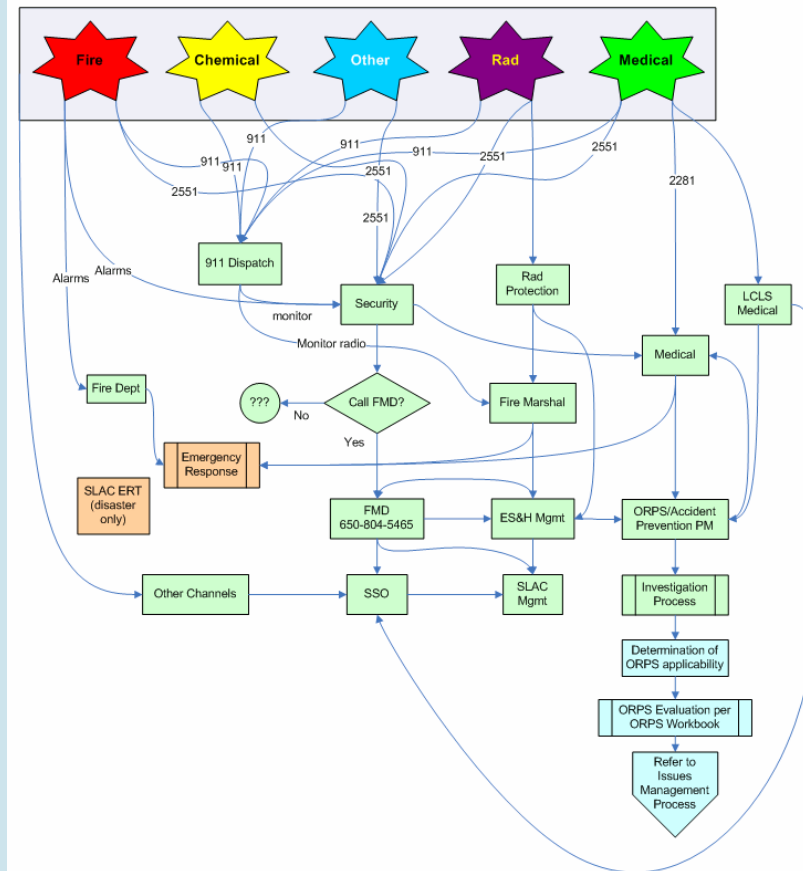 Fire
Chemical
Other
Rad
Medical
911
911
911
911
911
2551
2551
2551
2551
2551
2281
Alarms
Alarms
911 Dispatch
Security
Rad
Protection
LCLS
Medical
monitor
Monitor radio
Medical
Fire Dept
???
No
Call FMD?
Yes
Fire Marshal
Emergency
Response
SLAC ERT
(disaster
only)
FMD
650-804-5465
ES&H Mgmt
ORPS/Accident
Prevention PM
Other Channels
SSO
SLAC
Mgmt
Investigation
Process
Determination of
ORPS applicability
ORPS Evaluation per
ORPS Workbook
Refer to
Issues
Management
Process